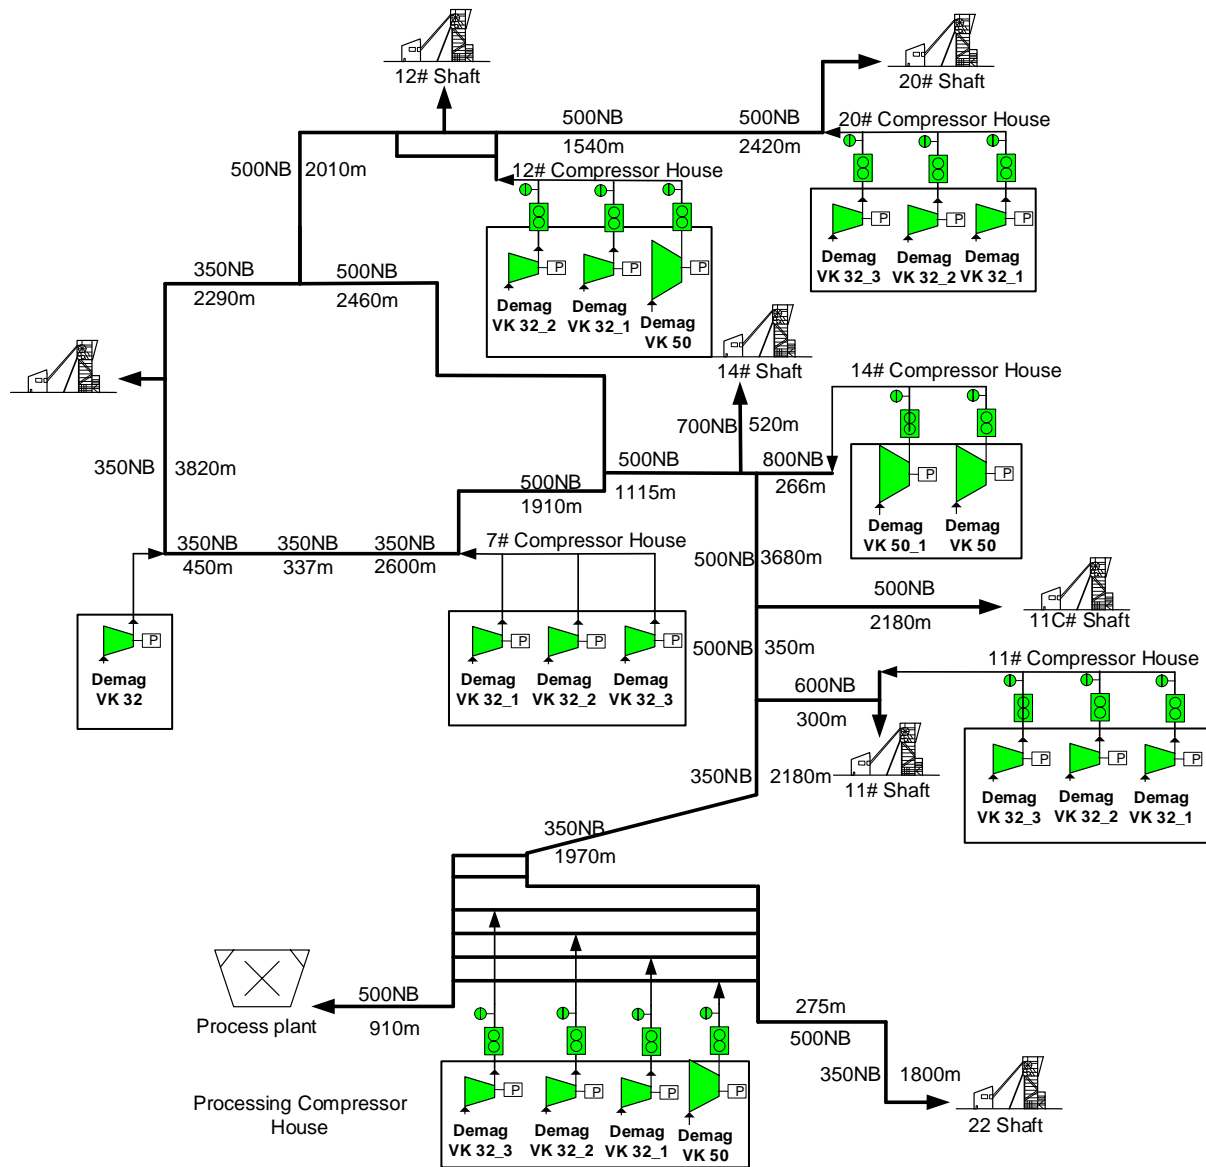 12# Shaft
20# Shaft
500NB
500NB
20# Compressor House
1540m
2420m
500NB
2010m
12# Compressor House
P
P
P
Demag
VK 32_3
Demag
VK 32_2
Demag
VK 32_1
P
P
P
Demag
VK 32_2
Demag
VK 32_1
Demag
VK 50
350NB
500NB
2290m
2460m
14# Shaft
14# Compressor House
700NB
520m
350NB
3820m
500NB
800NB
1115m
266m
P
P
Demag
VK 50_1
Demag
VK 50
500NB
1910m
350NB
350NB
350NB
450m
337m
2600m
7# Compressor House
500NB
3680m
500NB
2180m
11C# Shaft
P
Demag
VK 32
P
P
P
Demag
VK 32_1
Demag
VK 32_2
Demag
VK 32_3
500NB
350m
11# Compressor House
600NB
300m
350NB
2180m
11# Shaft
P
P
P
Demag
VK 32_3
Demag
VK 32_2
Demag
VK 32_1
350NB
1970m
500NB
910m
Process plant
275m
500NB
350NB
1800m
22 Shaft
Processing Compressor
House
P
P
P
P
Demag
VK 32_3
Demag
VK 32_2
Demag
VK 32_1
Demag
VK 50